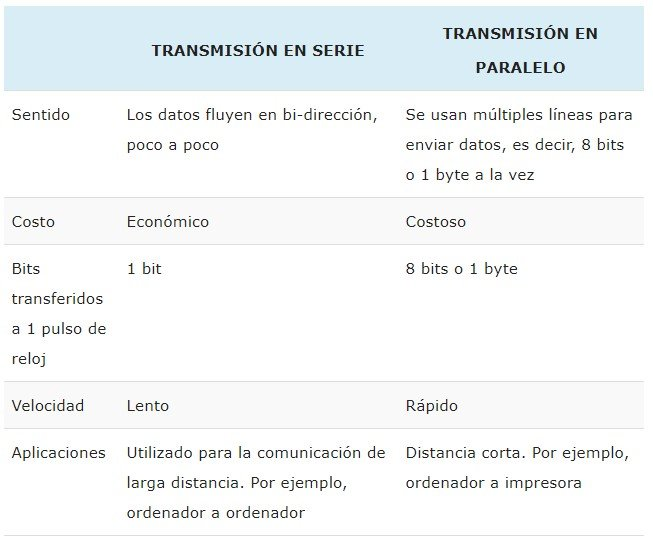 TRANSMISIÓN EN SERIE
TRANSMISIÓN EN
PARALELO
Sentido
Los datos fluyen en bi-dirección,
poco a poco
Se usan múltiples líneas para
enviar datos, es decir, 8 bits
o 1 byte a la vez
Costo
Económico
Costoso
Bits
transferidos
a 1 pulso de
reloj
1 bit
8 bits o 1 byte
Velocidad
Lento
Rápido
Aplicaciones
Utilizado para la comunicación de
larga distancia. Por ejemplo,
ordenador a ordenador
Distancia corta. Por ejemplo,
ordenador a impresora